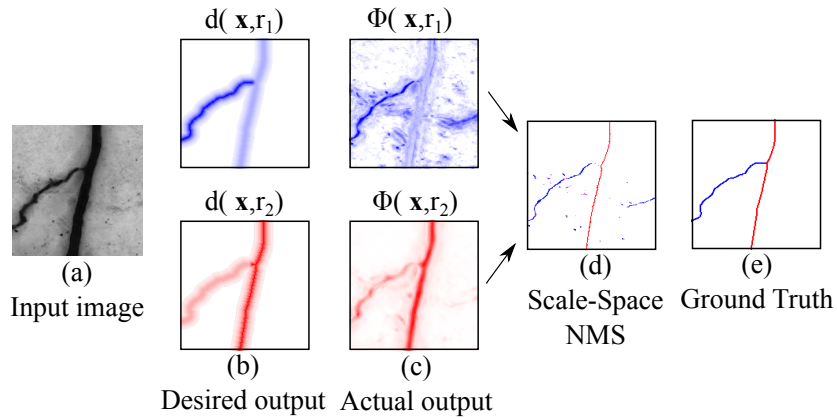 d( x,r1)
Φ( x,r1)
d( x,r2)
Φ( x,r2)
(a)
Input image
(b)
Desired output
(c)
Actual output
(d)
Scale-Space
NMS
(e)
Ground Truth